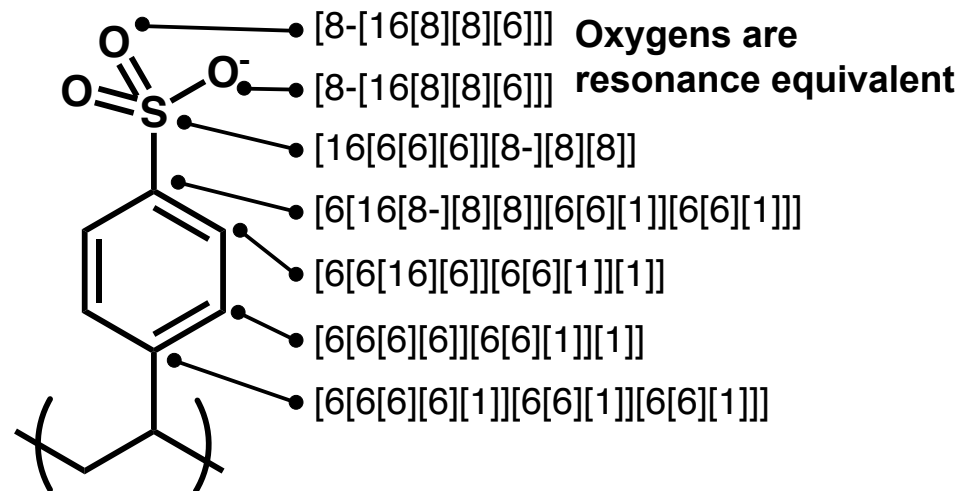 O
O
O-
S
[8-[16[8][8][6]]]
[8-[16[8][8][6]]]
[16[6[6][6]][8-][8][8]]
[6[16[8-][8][8]][6[6][1]][6[6][1]]]
[6[6[16][6]][6[6][1]][1]]
[6[6[6][6]][6[6][1]][1]]
[6[6[6][6][1]][6[6][1]][6[6][1]]]
Oxygens are
resonance equivalent